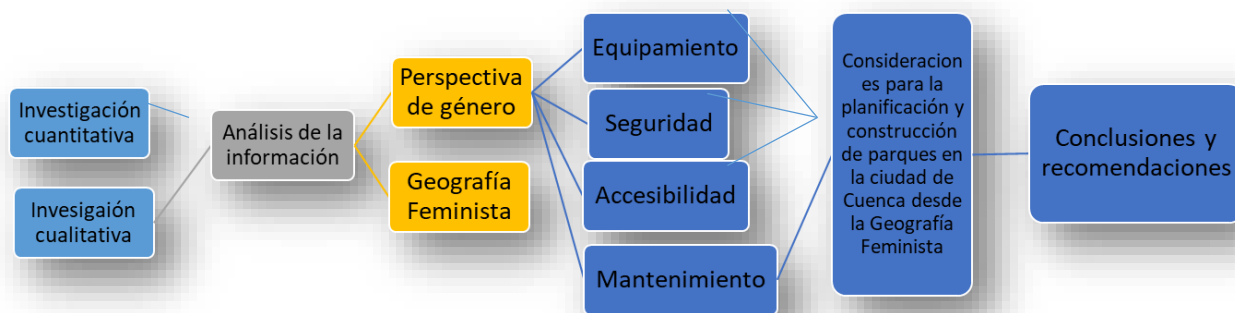 Investigación
cuantitativa
Invesigaión
cualitativa
Análisis de la
información
Perspectiva
de género
Geografía
Feminista
Equipamiento
Seguridad
Accesibilidad
Mantenimiento
Consideracion
es para la
planificación y
construcción
de parques en
la ciudad de
Cuenca desde
la Geografía
Feminista
Conclusiones y
recomendaciones